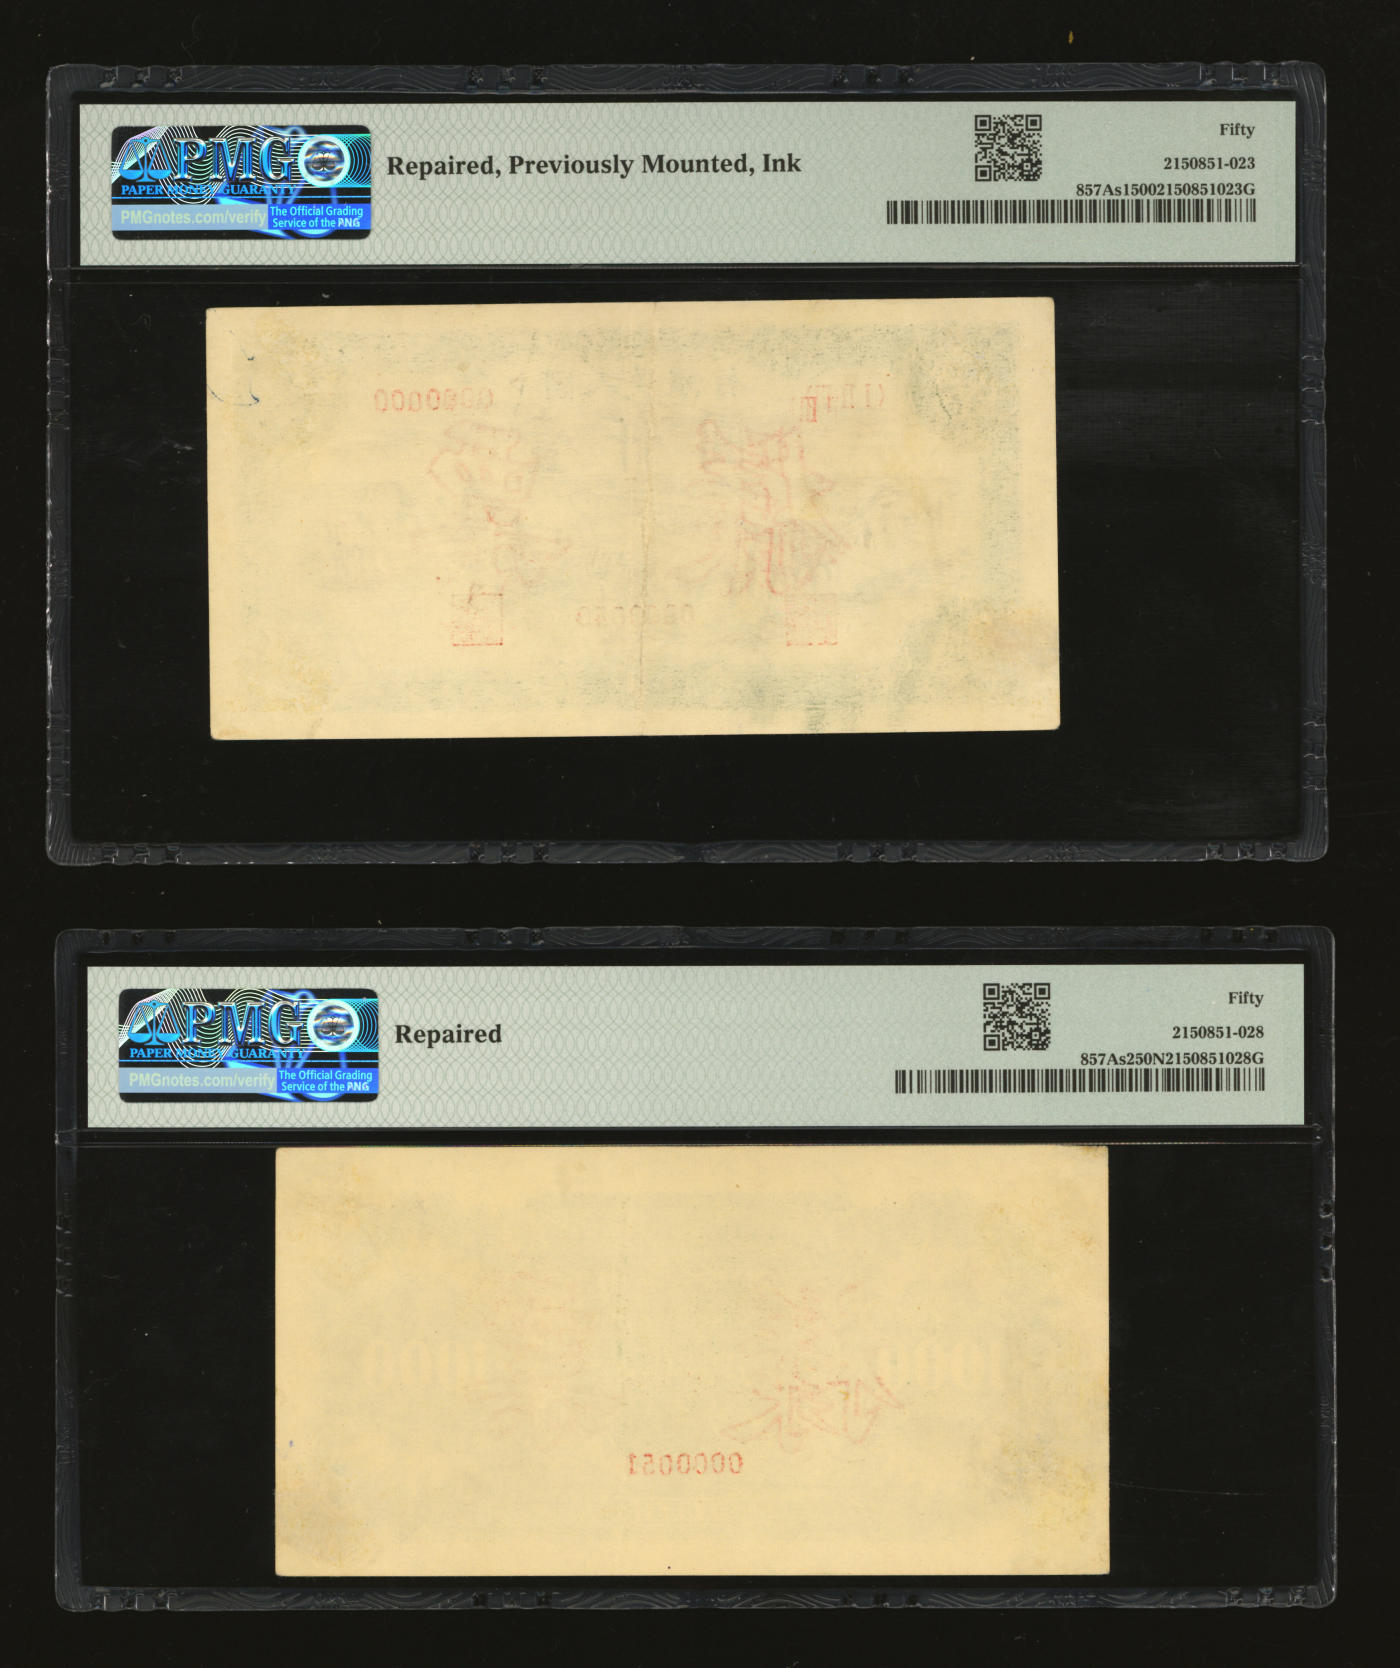 PMG
PAPER MONEY GUARANTY
PMGnotes.com/verify
The Official Grading
Service of the PNG
Repaired, Previously Mounted, Ink
Fifty
2150851-023
857As15002150851023G
0000000
PMG
PAPER MONEY GUARANTY
PMGnotes.com/verify
The Official Grading
Service of the PNG
Repaired
Fifty
2150851-028
857As250N2150851028G
0000051